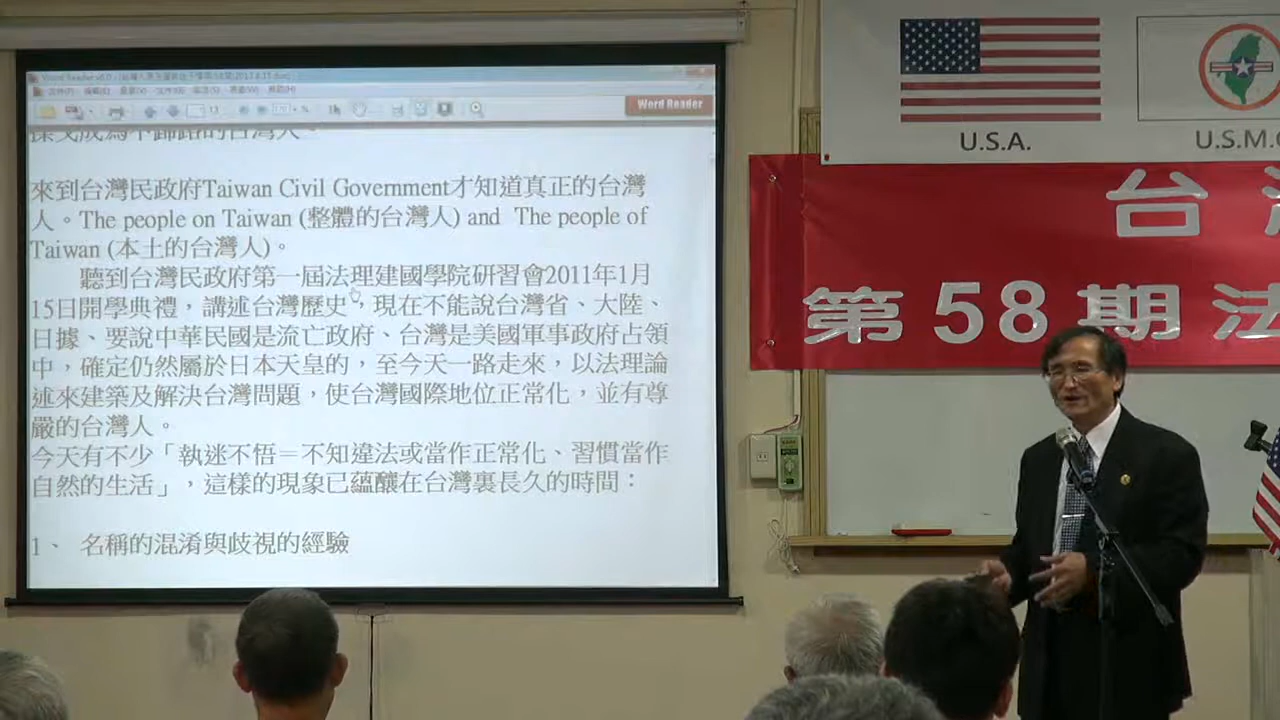 Word Reader
來到台灣民政府Taiwan Civil Government才知道真正的台灣
人。The people on Taiwan (整體的台灣人) and The people of
Taiwan (本土的台灣人)。
聽到台灣民政府第一屆法理建國學院研習會2011年1月
15日開學典禮，講述台灣歷史，現在不能說台灣省、大陸、
日據、要說中華民國是流亡政府、台灣是美國軍事政府占領
中，確定仍然屬於日本天皇的，至今天一路走來，以法理論
述來建築及解決台灣問題，使台灣國際地位正常化，並有尊
嚴的台灣人。
今天有不少「執迷不悟＝不知違法或當作正常化、習慣當作
自然的生活」，這樣的現象已蘊釀在台灣裏長久的時間：
1、 名稱的混淆與歧視的經驗
U.S.A.
U.S.M.
台
第58期法